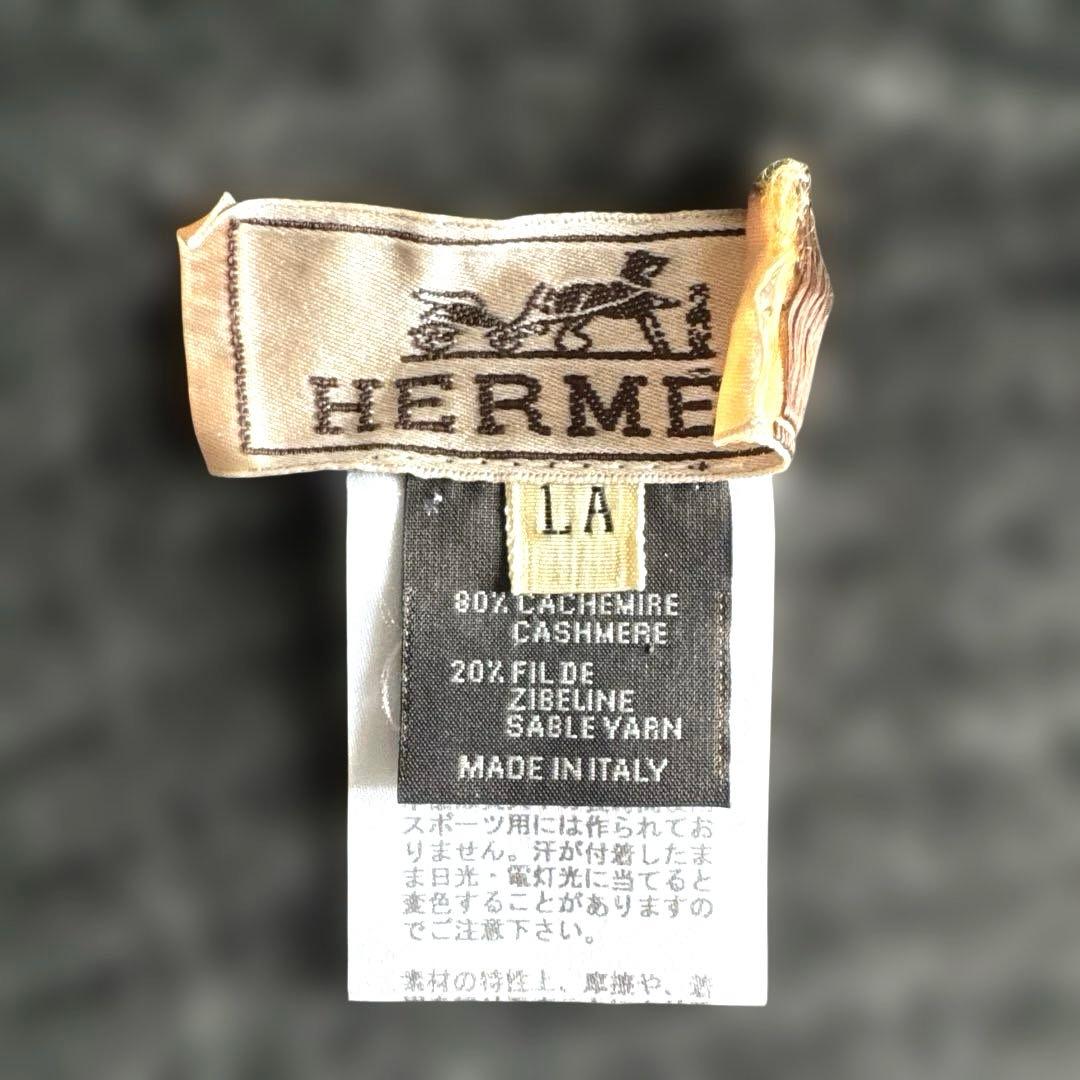 HERME
LA
80% CACHEMIRE
CASHMERE
20% FIL DE
ZIBELINE
SABLE YARN
MADE IN ITALY
スポーツ用には作られてお
りません。汗が付着したま
ま日光・電灯光に当てると
変色することがありますの
でご注意下さい。
素材の特性上、摩擦や、着